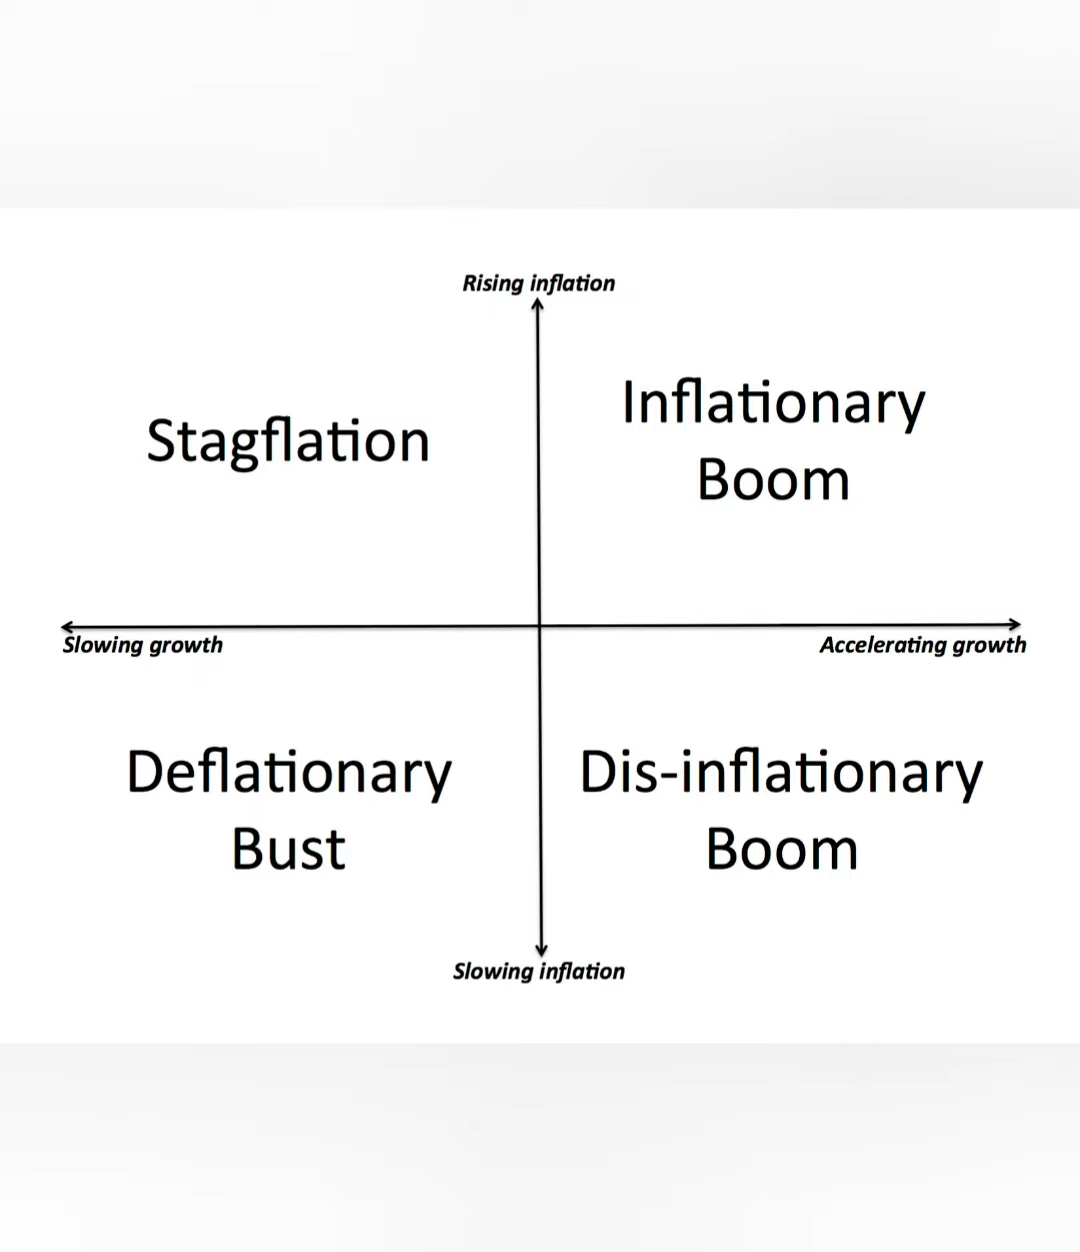 Rising inflation
Stagflation
Inflationary
Boom
Slowing growth
Accelerating growth
Deflationary
Bust
Dis-inflationary
Boom
Slowing inflation